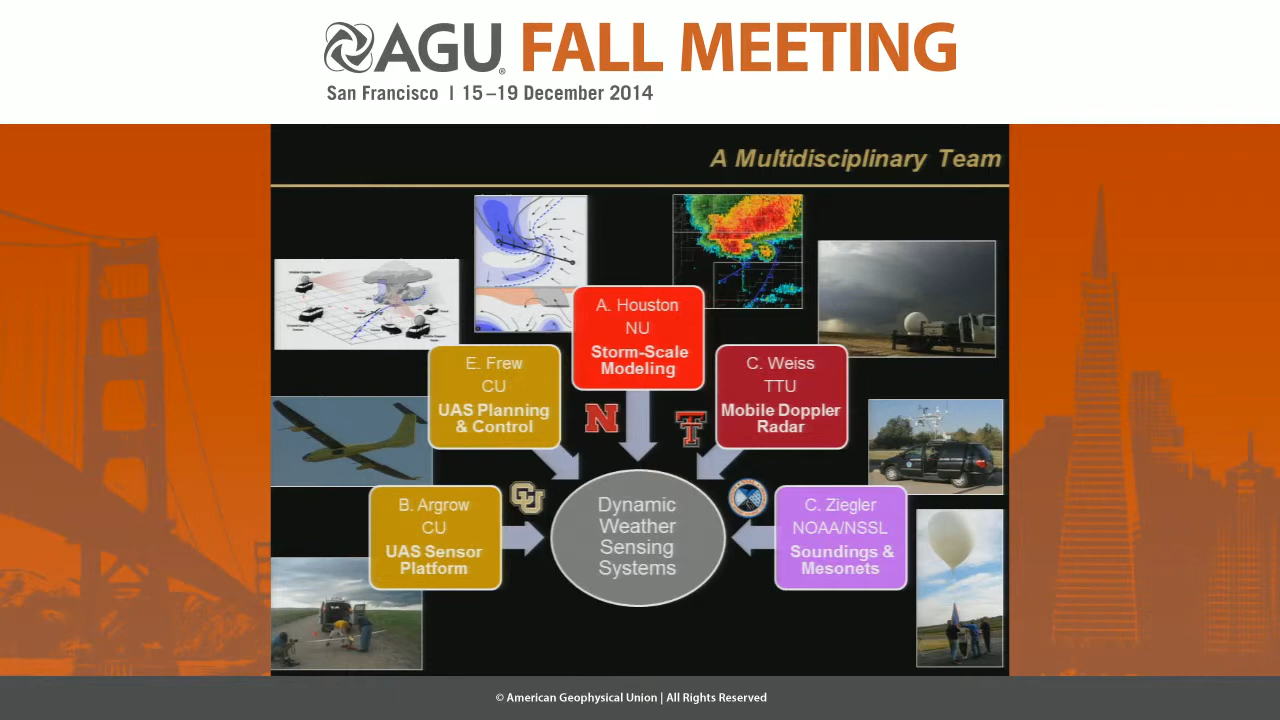 AGU FALL MEETING
San Francisco | 15–19 December 2014
A Multidisciplinary Team
A. Houston
NU
Storm-Scale
Modeling
E. Frew
CU
UAS Planning
& Control
C. Weiss
TTU
Mobile Doppler
Radar
N
T
B. Argrow
CU
UAS Sensor
Platform
CU
Dynamic
Weather
Sensing
Systems
C. Ziegler
NOAA/NSSL
Soundings &
Mesonets
© American Geophysical Union | All Rights Reserved